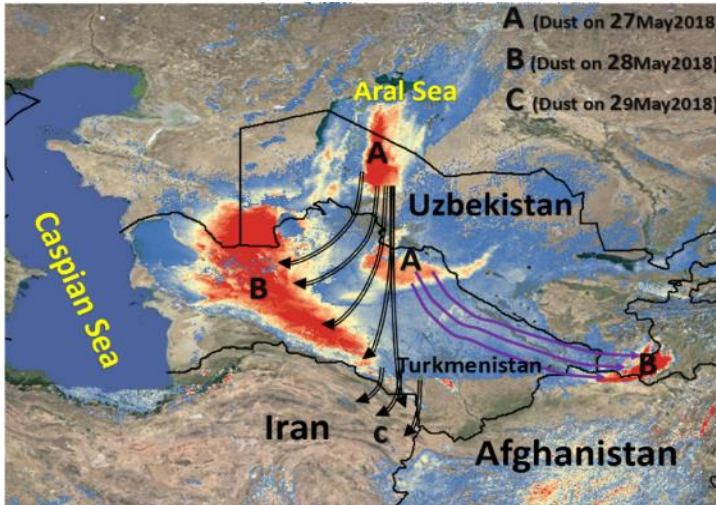 A (Dust on 27May2018)
B (Dust on 28May2018)
C (Dust on 29May2018)
Aral Sea
A
Uzbekistan
A
Caspian Sea
B
Turkmenistan
B
Iran
C
Afghanistan